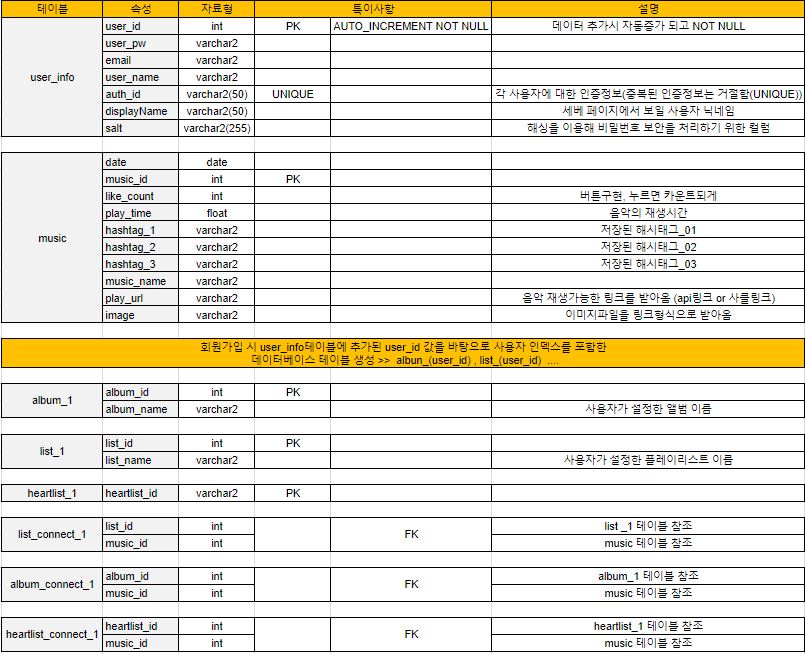 테이블 속성 자료형 특이사항 설명
user_info
user_id int PK AUTO_INCREMENT NOT NULL 데이터 추가시 자동증가 되고 NOT NULL
user_pw varchar2
email varchar2
user_name varchar2
auth_id varchar2(50) UNIQUE 각 사용자에 대한 인증정보(중복된 인증정보는 거절함(UNIQUE))
displayName varchar2(50) 세베 페이지에서 보일 사용자 닉네임
salt varchar2(255) 해싱을 이용해 비밀번호 보안을 처리하기 위한 컬럼
music
date date
music_id int PK
like_count int 버튼구현, 누르면 카운트되게
play_time float 음악의 재생시간
hashtag_1 varchar2 저장된 해시태그_01
hashtag_2 varchar2 저장된 해시태그_02
hashtag_3 varchar2 저장된 해시태그_03
music_name varchar2
play_url varchar2 음악 재생가능한 링크를 받아옴 (api링크 or 사클링크)
image varchar2 이미지파일을 링크형식으로 받아옴
회원가입 시 user_info테이블에 추가된 user_id 값을 바탕으로 사용자 인덱스를 포함한
데이터베이스 테이블 생성 >> albun_(user_id) , list_(user_id) ....
album_1
album_id int PK
album_name varchar2 사용자가 설정한 앨범 이름
list_1
list_id int PK
list_name varchar2 사용자가 설정한 플레이리스트 이름
heartlist_1 heartlist_id varchar2 PK
list_connect_1
list_id int FK list _1 테이블 참조
music_id int music 테이블 참조
album_connect_1
album_id int FK album_1 테이블 참조
music_id int music 테이블 참조
heartlist_connect_1
heartlist_id int FK heartlist_1 테이블 참조
music_id int music 테이블 참조